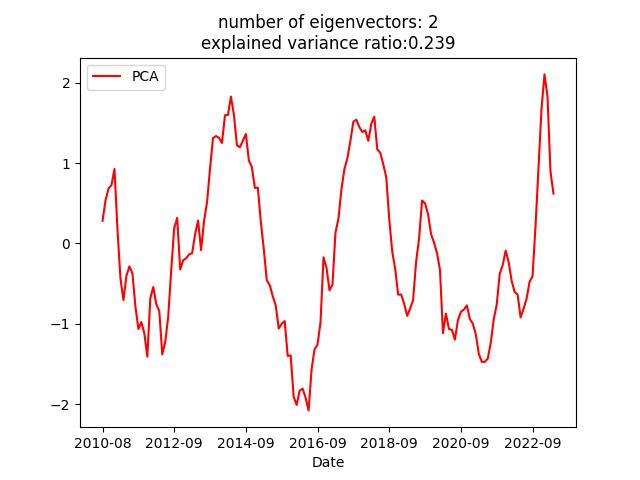 number of eigenvectors: 2
explained variance ratio:0.239
PCA
2
1
0
−1
−2
2010-08 2012-09 2014-09 2016-09 2018-09 2020-09 2022-09
Date